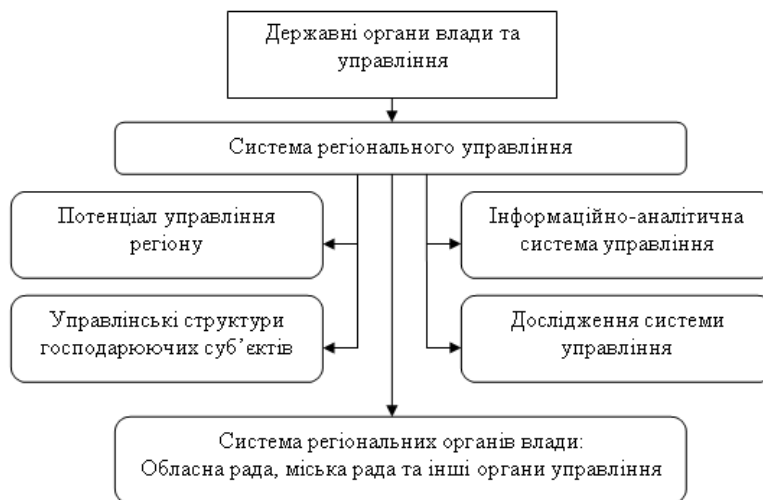 Державні органи влади та
управління
Система регіонального управління
Потенціал управління
регіону
Інформаційно-аналітична
система управління
Управлінські структури
господарюючих суб’єктів
Дослідження системи
управління
Система регіональних органів влади:
Обласна рада, міська рада та інші органи управління